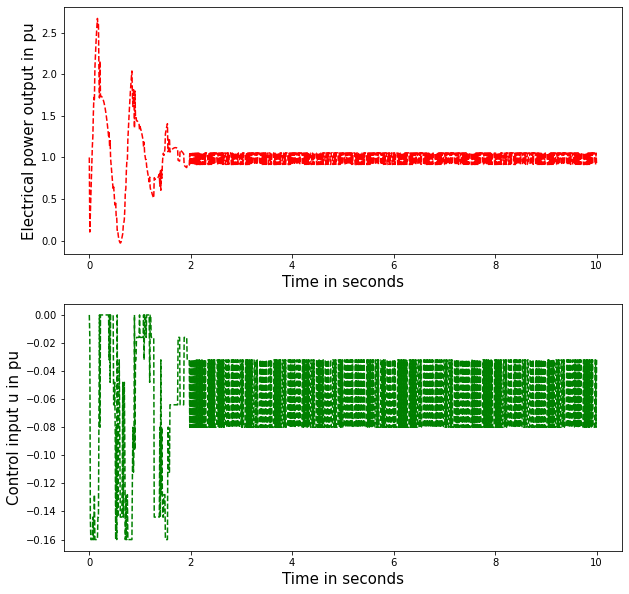 Electrical power output in pu
2.5
2.0
1.5
1.0
0.5
0.0
0 2 4 6 8 10
Time in seconds
Control input u in pu
0.00
−0.02
−0.04
−0.06
−0.08
−0.10
−0.12
−0.14
−0.16
0 2 4 6 8 10
Time in seconds